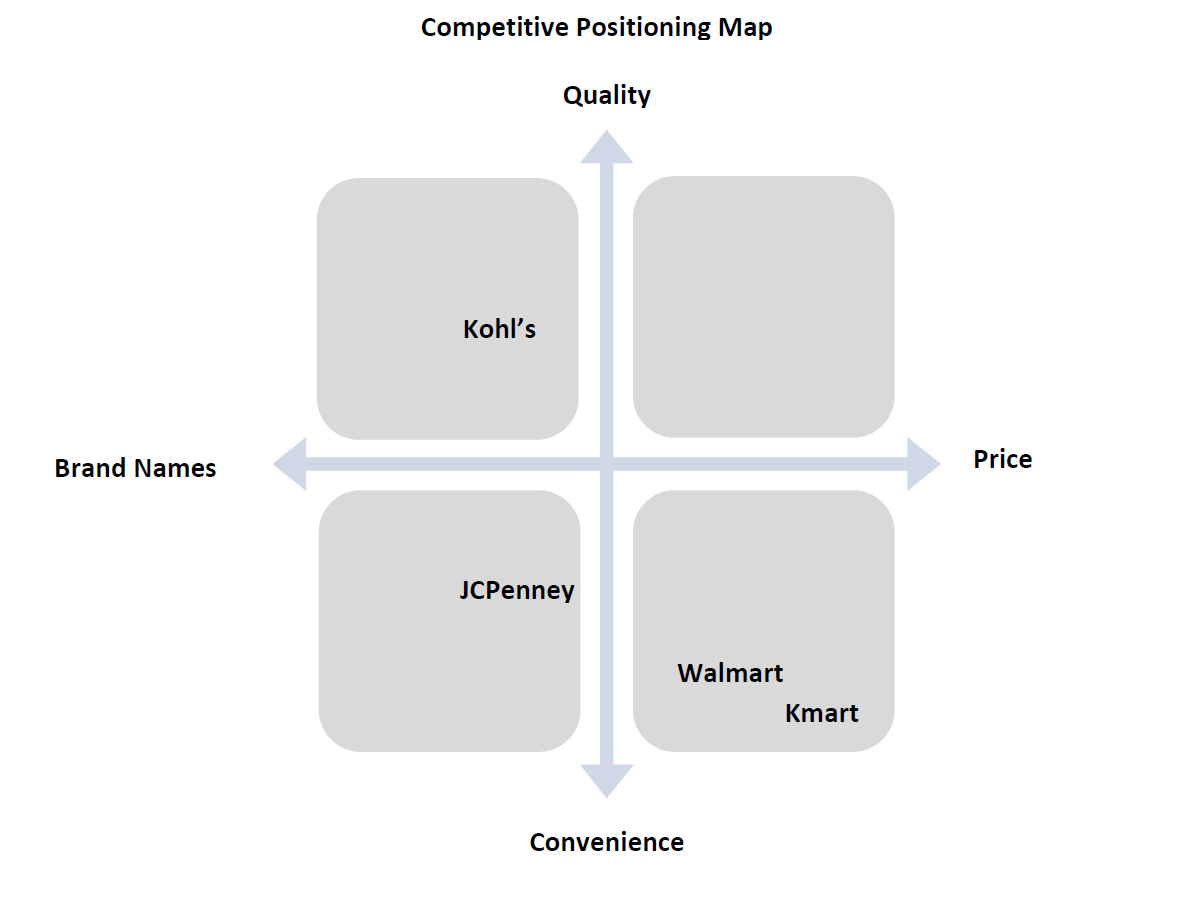 Competitive Positioning Map
Quality
Kohl’s
Brand Names
Price
JCPenney
Walmart
Kmart
Convenience